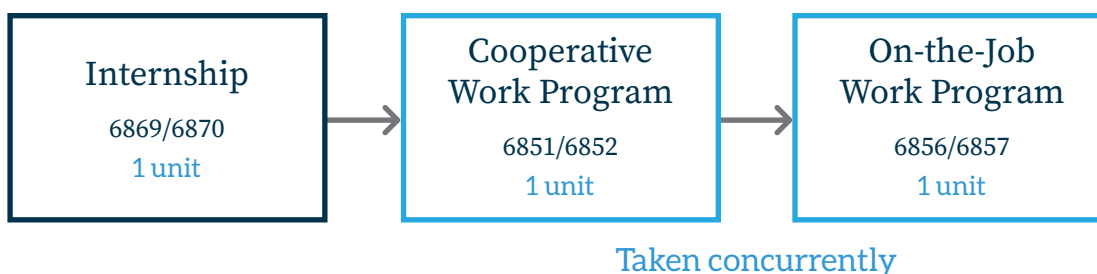 Internship
6869/6870
1 unit
Cooperative
Work Program
6851/6852
1 unit
On-the-Job
Work Program
6856/6857
1 unit
Taken concurrently